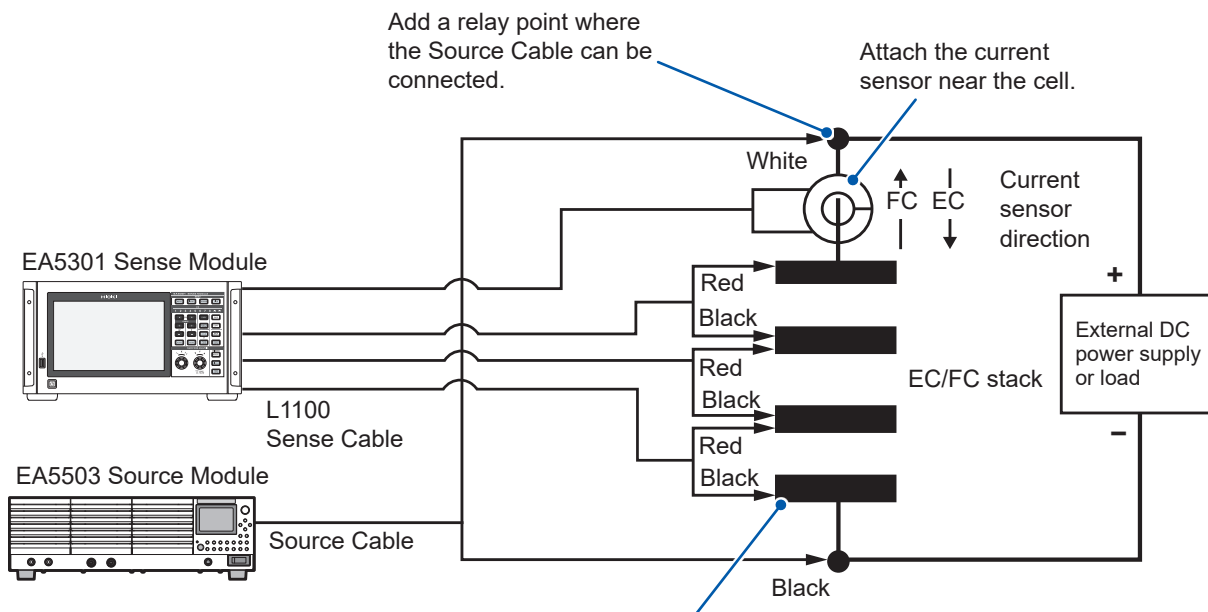 Add a relay point where
the Source Cable can be
connected.
Attach the current
sensor near the cell.
White
FC
EC
Current
sensor
direction
EA5301 Sense Module
HIOKI
Red
Black
+
External DC
power supply
or load
Red
Black
EC/FC stack
L1100
Sense Cable
Red
Black
−
EA5503 Source Module
Source Cable
Black